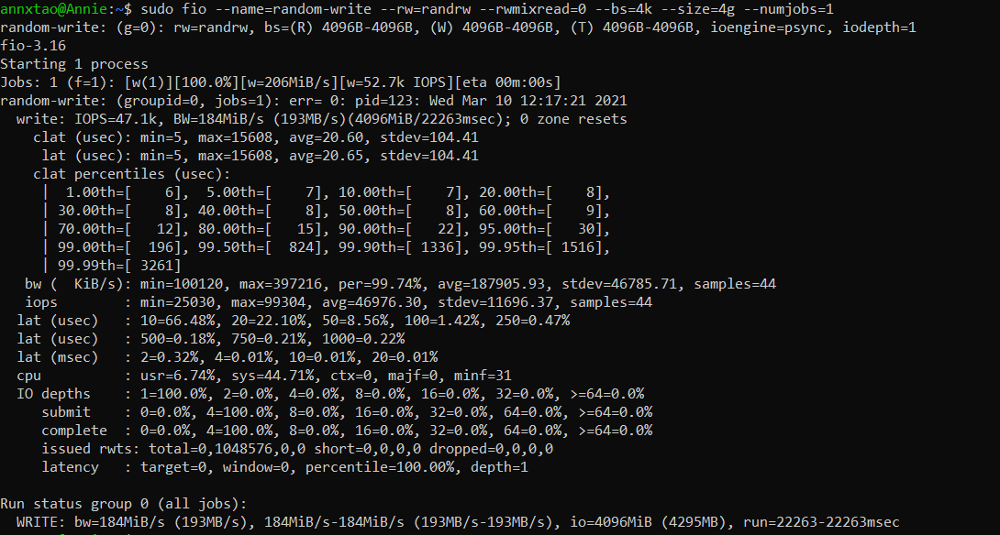 annxtao@Annie:~$ sudo fio --name=random-write --rw=randrw --rwmixread=0 --bs=4k --size=4g --numjobs=1
random-write: (g=0): rw=randrw, bs=(R) 4096B-4096B, (W) 4096B-4096B, (T) 4096B-4096B, ioengine=psync, iodepth=1
fio-3.16
Starting 1 process
Jobs: 1 (f=1): [w(1)][100.0%][w=206MiB/s][w=52.7k IOPS][eta 00m:00s]
random-write: (groupid=0, jobs=1): err= 0: pid=123: Wed Mar 10 12:17:21 2021
  write: IOPS=47.1k, BW=184MiB/s (193MB/s)(4096MiB/22263msec); 0 zone resets
    clat (usec): min=5, max=15608, avg=20.60, stdev=104.41
     lat (usec): min=5, max=15608, avg=20.65, stdev=104.41
    clat percentiles (usec):
     |  1.00th=[    6],  5.00th=[    7], 10.00th=[    7], 20.00th=[    8],
     | 30.00th=[    8], 40.00th=[    8], 50.00th=[    8], 60.00th=[    9],
     | 70.00th=[   12], 80.00th=[   15], 90.00th=[   22], 95.00th=[   30],
     | 99.00th=[  196], 99.50th=[  824], 99.90th=[ 1336], 99.95th=[ 1516],
     | 99.99th=[ 3261]
   bw (  KiB/s): min=100120, max=397216, per=99.74%, avg=187905.93, stdev=46785.71, samples=44
   iops        : min=25030, max=99304, avg=46976.30, stdev=11696.37, samples=44
  lat (usec)   : 10=66.48%, 20=22.10%, 50=8.56%, 100=1.42%, 250=0.47%
  lat (usec)   : 500=0.18%, 750=0.21%, 1000=0.22%
  lat (msec)   : 2=0.32%, 4=0.01%, 10=0.01%, 20=0.01%
  cpu          : usr=6.74%, sys=44.71%, ctx=0, majf=0, minf=31
  IO depths    : 1=100.0%, 2=0.0%, 4=0.0%, 8=0.0%, 16=0.0%, 32=0.0%, >=64=0.0%
     submit    : 0=0.0%, 4=100.0%, 8=0.0%, 16=0.0%, 32=0.0%, 64=0.0%, >=64=0.0%
     complete  : 0=0.0%, 4=100.0%, 8=0.0%, 16=0.0%, 32=0.0%, 64=0.0%, >=64=0.0%
     issued rwts: total=0,1048576,0,0 short=0,0,0,0 dropped=0,0,0,0
     latency   : target=0, window=0, percentile=100.00%, depth=1

Run status group 0 (all jobs):
  WRITE: bw=184MiB/s (193MB/s), 184MiB/s-184MiB/s (193MB/s-193MB/s), io=4096MiB (4295MB), run=22263-22263msec